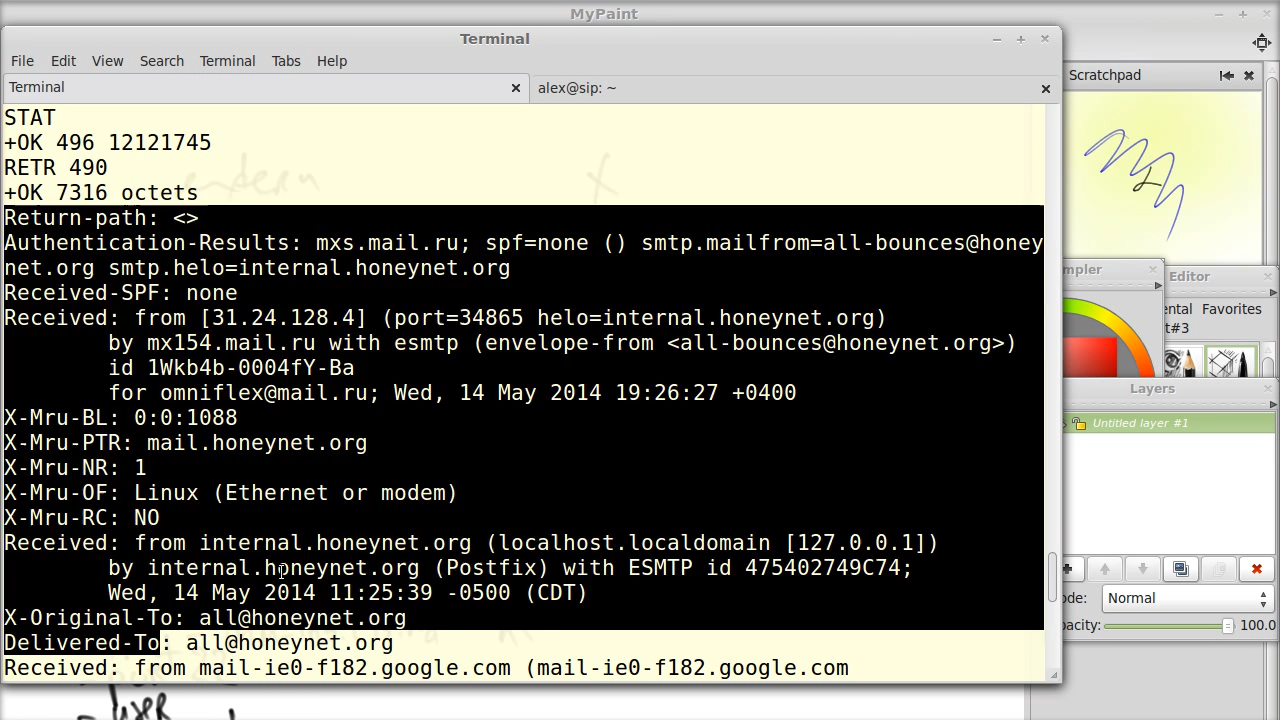 MyPaint
Terminal
File Edit View Search Terminal Tabs Help
Terminal
alex@sip: ~
STAT
+OK 496 12121745
RETR 490
+OK 7316 octets
Return-path: <>
Authentication-Results: mxs.mail.ru; spf=none () smtp.mailfrom=all-bounces@honey
net.org smtp.helo=internal.honeynet.org
Received-SPF: none
Received: from [31.24.128.4] (port=34865 helo=internal.honeynet.org)
by mx154.mail.ru with esmtp (envelope-from <all-bounces@honeynet.org>)
id 1Wkb4b-0004fY-Ba
for omniflex@mail.ru; Wed, 14 May 2014 19:26:27 +0400
X-Mru-BL: 0:0:1088
X-Mru-PTR: mail.honeynet.org
X-Mru-NR: 1
X-Mru-OF: Linux (Ethernet or modem)
X-Mru-RC: NO
Received: from internal.honeynet.org (localhost.localdomain [127.0.0.1])
by internal.honeynet.org (Postfix) with ESMTP id 475402749C74;
Wed, 14 May 2014 11:25:39 -0500 (CDT)
X-Original-To: all@honeynet.org
Delivered-To: all@honeynet.org
Received: from mail-ie0-f182.google.com (mail-ie0-f182.google.com
Scratchpad
mpler
Editor
ental Favorites
t#3
Layers
Untitled layer #1
ode: Normal
pacity: 100.0